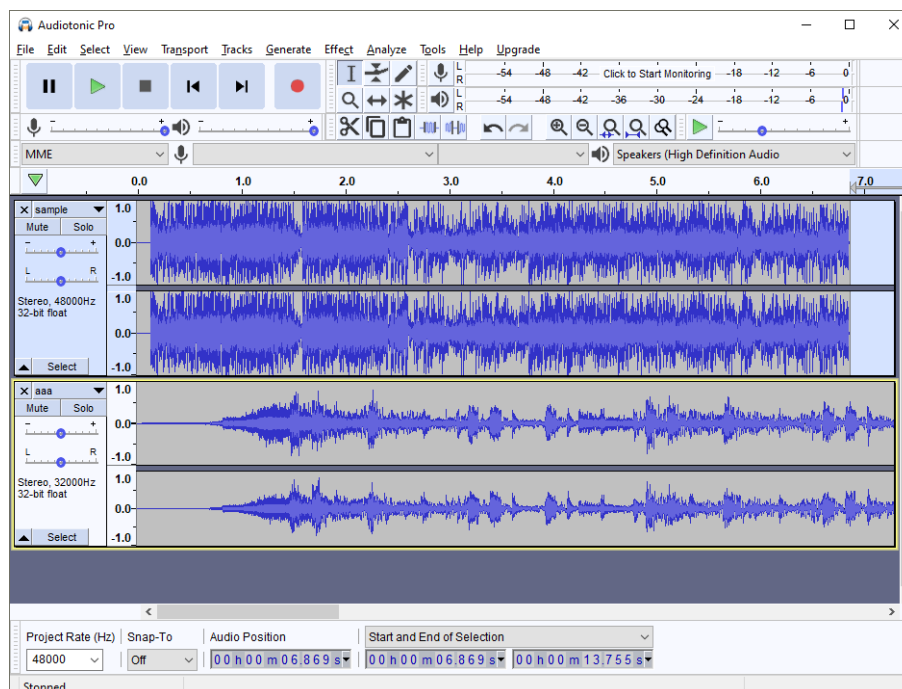 Audiotonic Pro
File Edit Select View Transport Tracks Generate Effect Analyze Tools Help Upgrade
L
R
-54 -48 -42 Click to Start Monitoring -18 -12 -6 0
L
R
-54 -48 -42 -36 -30 -24 -18 -12 -6 0
- + - + - +
MME Speakers (High Definition Audio
0.0 1.0 2.0 3.0 4.0 5.0 6.0 7.0
sample
Mute Solo
- +
L R
Stereo, 48000Hz
32-bit float
Select
1.0
0.0
-1.0
1.0
0.0
-1.0
aaa
Mute Solo
- +
L R
Stereo, 32000Hz
32-bit float
Select
1.0
0.0
-1.0
1.0
0.0
-1.0
Project Rate (Hz) Snap-To Audio Position Start and End of Selection
48000 Off 00 h 00 m 06.869 s 00 h 00 m 06.869 s 00 h 00 m 13.755 s
Stopped.